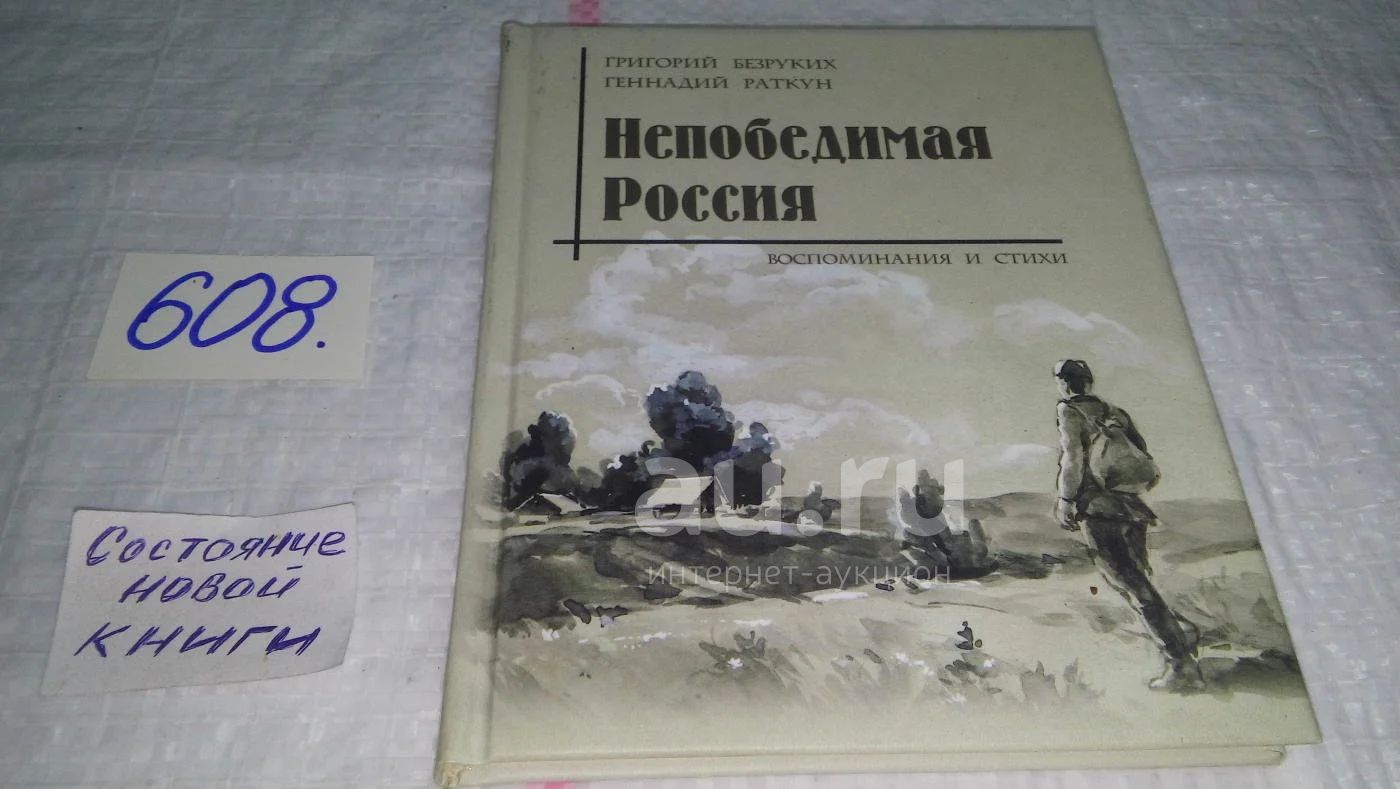 ГРИГОРИЙ БЕЗРУКИХ
ГЕННАДИЙ РАТКУН
Непобедимая
Россия
ВОСПОМИНАНИЯ И СТИХИ
608.
Состояние
новой
книги
au.ru
интернет-аукцион